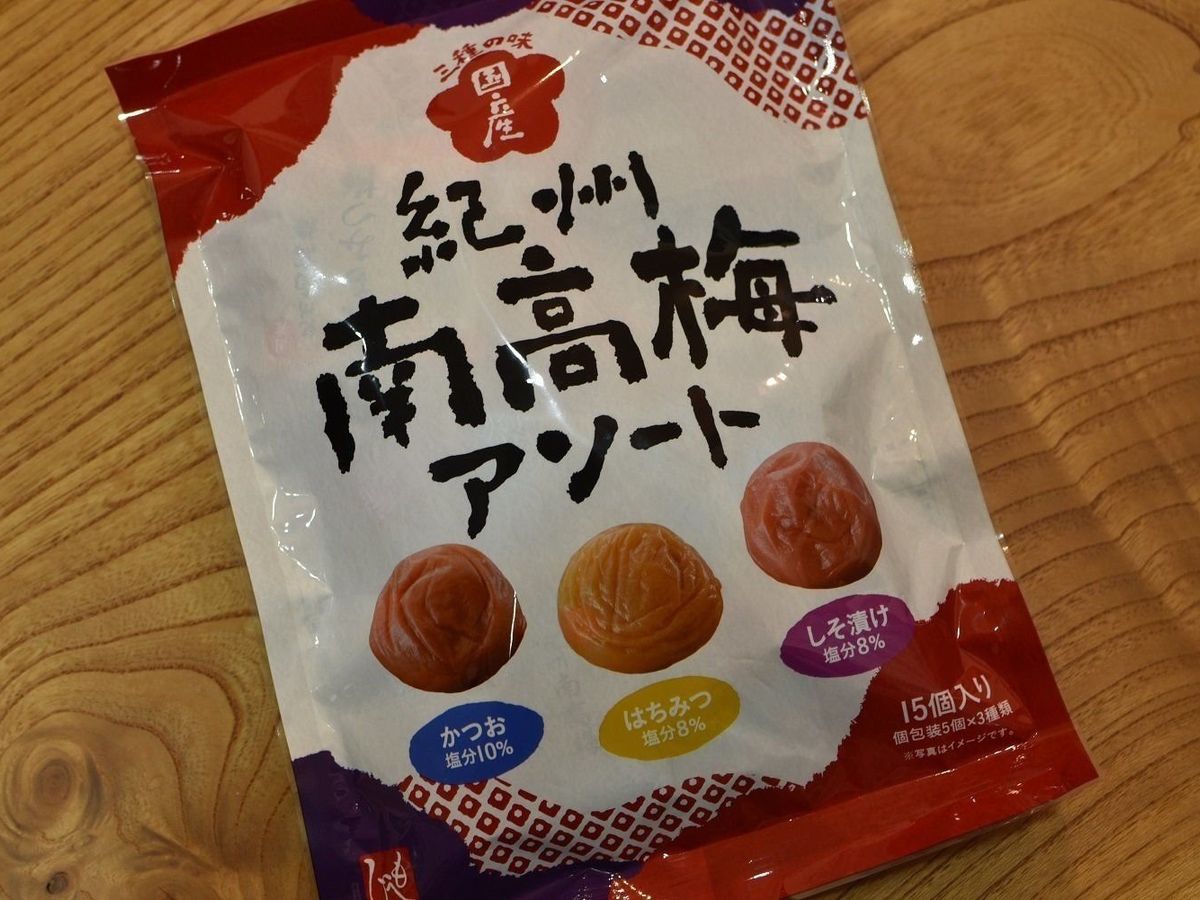 三種の味
国産
紀州
南高梅
アソート
しそ漬け
塩分8%
はちみつ
塩分8%
かつお
塩分10%
15個入り
個包装5個×3種類
※写真はイメージです。